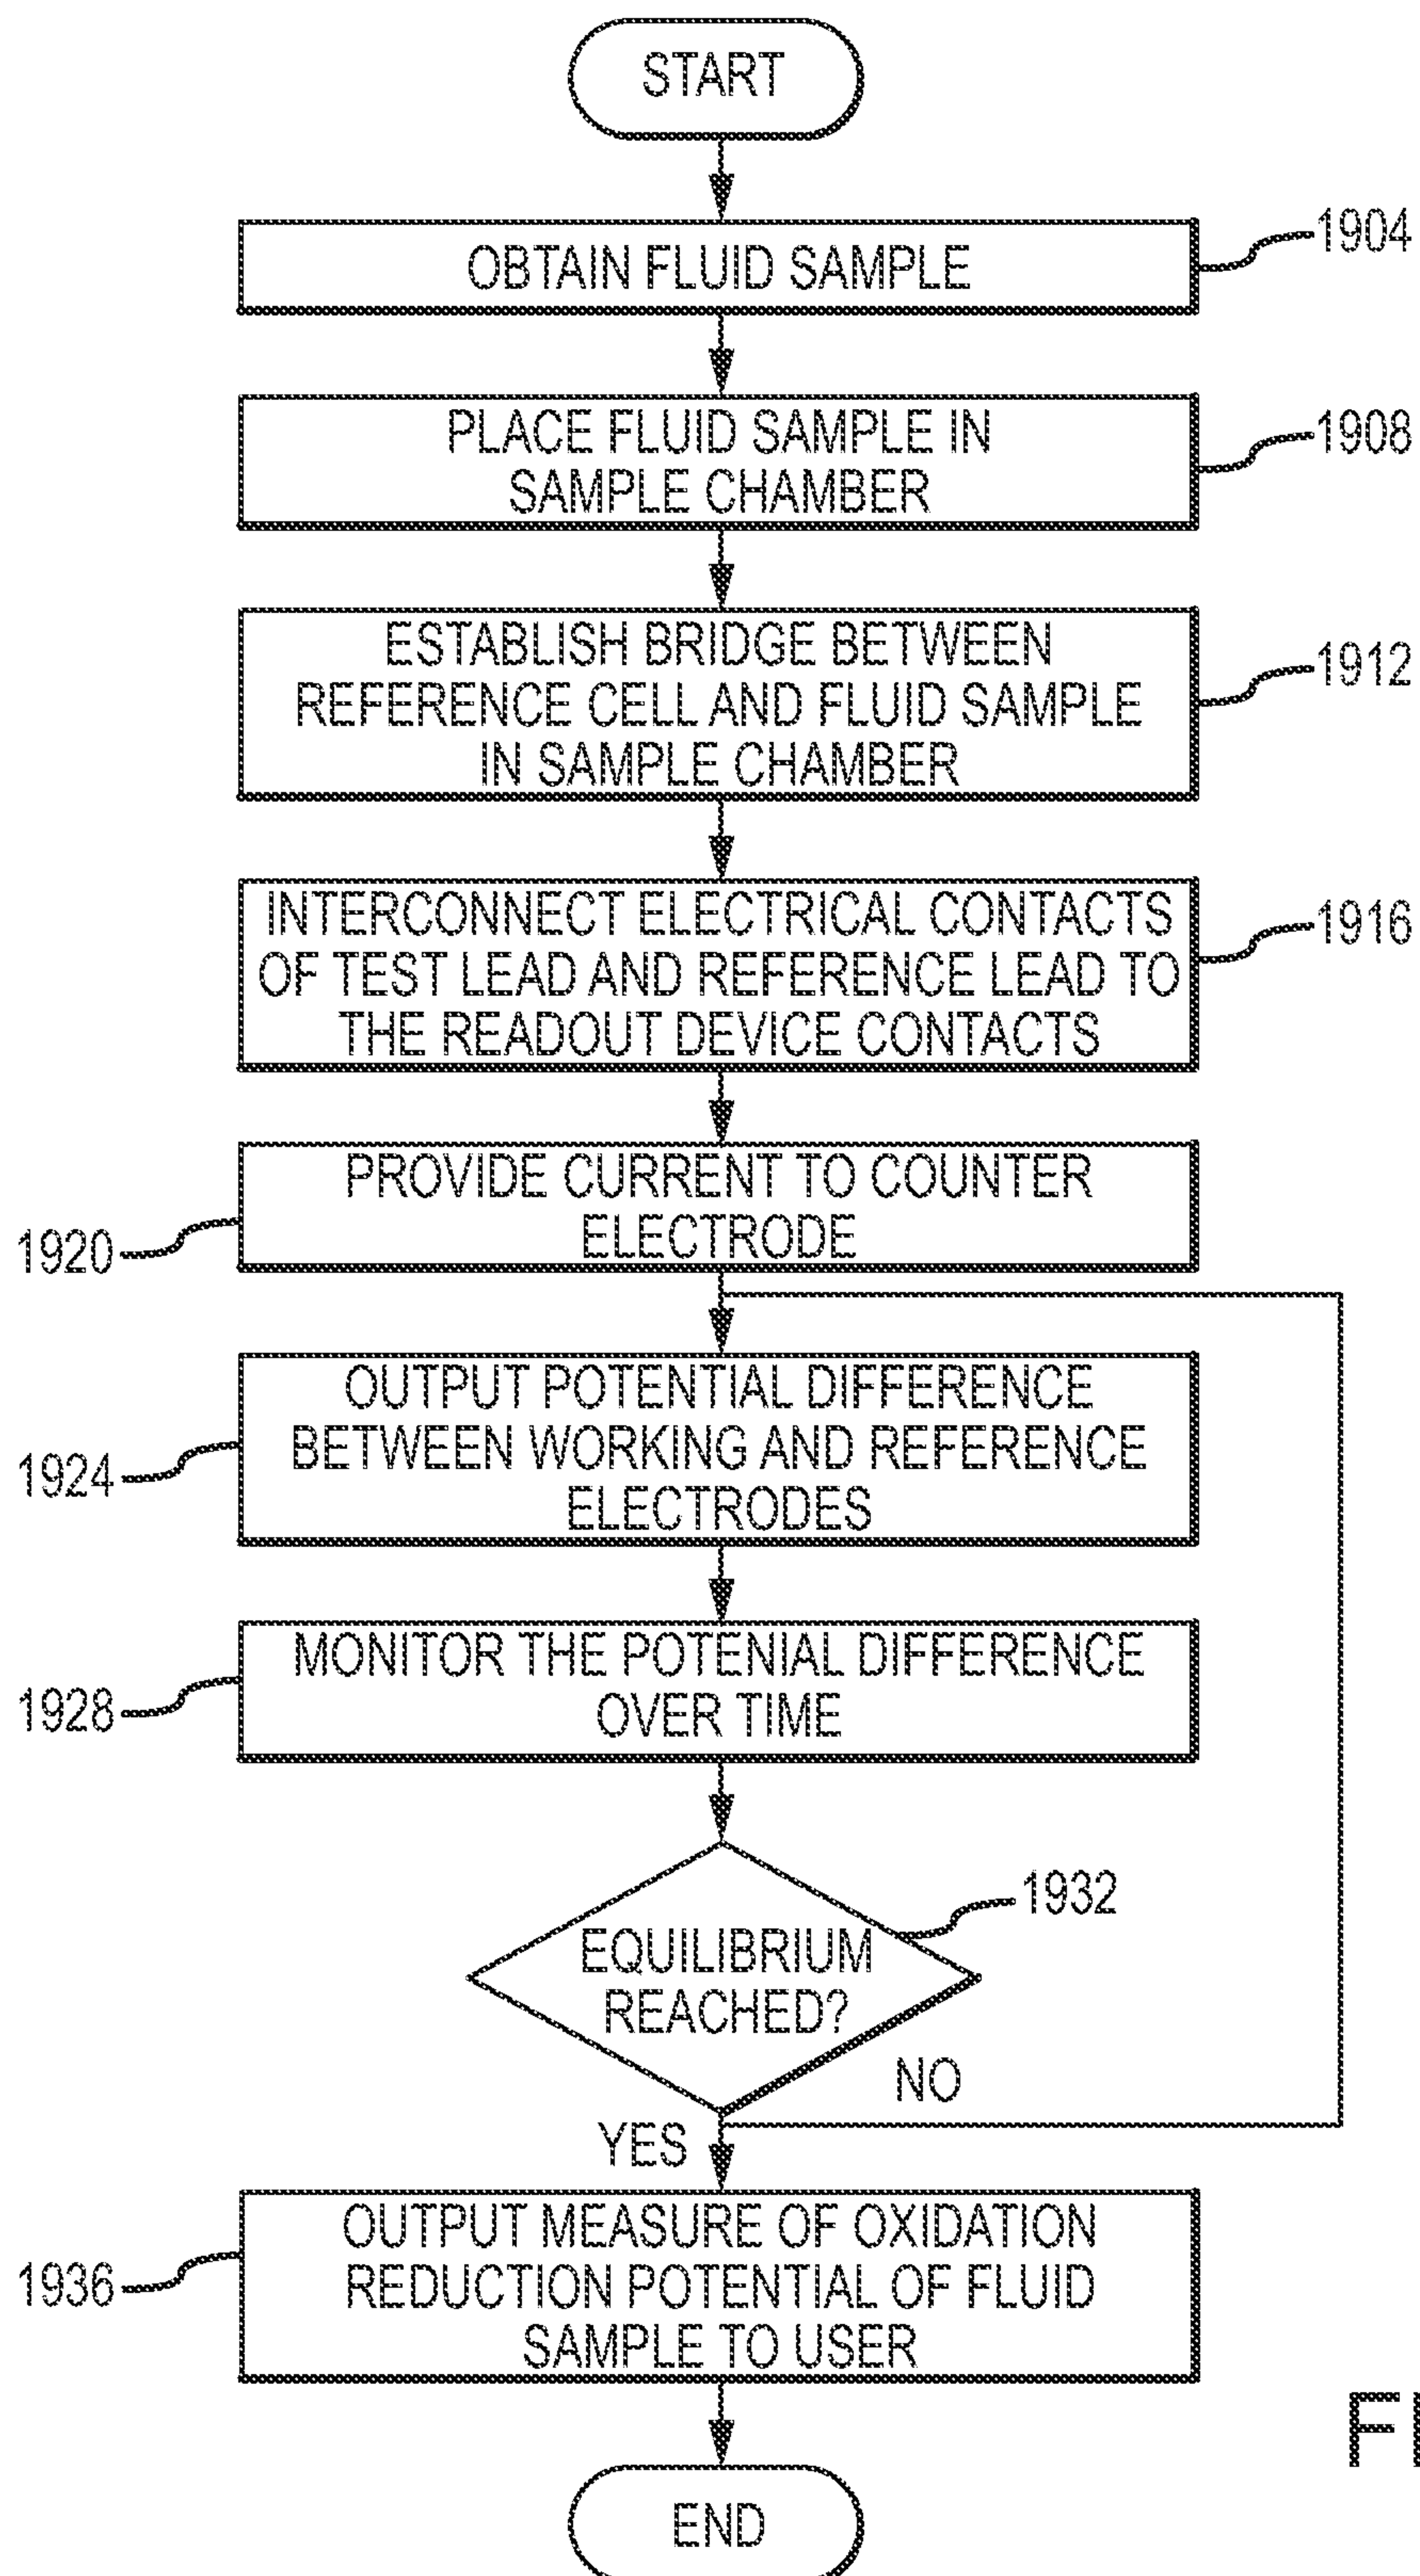 START
OBTAIN FLUID SAMPLE
1904
PLACE FLUID SAMPLE IN
SAMPLE CHAMBER
1908
ESTABLISH BRIDGE BETWEEN
REFERENCE CELL AND FLUID SAMPLE
IN SAMPLE CHAMBER
1912
INTERCONNECT ELECTRICAL CONTACTS
OF TEST LEAD AND REFERENCE LEAD TO
THE READOUT DEVICE CONTACTS
1916
PROVIDE CURRENT TO COUNTER
ELECTRODE
1920
OUTPUT POTENTIAL DIFFERENCE
BETWEEN WORKING AND REFERENCE
ELECTRODES
1924
MONITOR THE POTENIAL DIFFERENCE
OVER TIME
1928
EQUILIBRIUM
REACHED?
1932
NO
YES
OUTPUT MEASURE OF OXIDATION
REDUCTION POTENTIAL OF FLUID
SAMPLE TO USER
1936
END